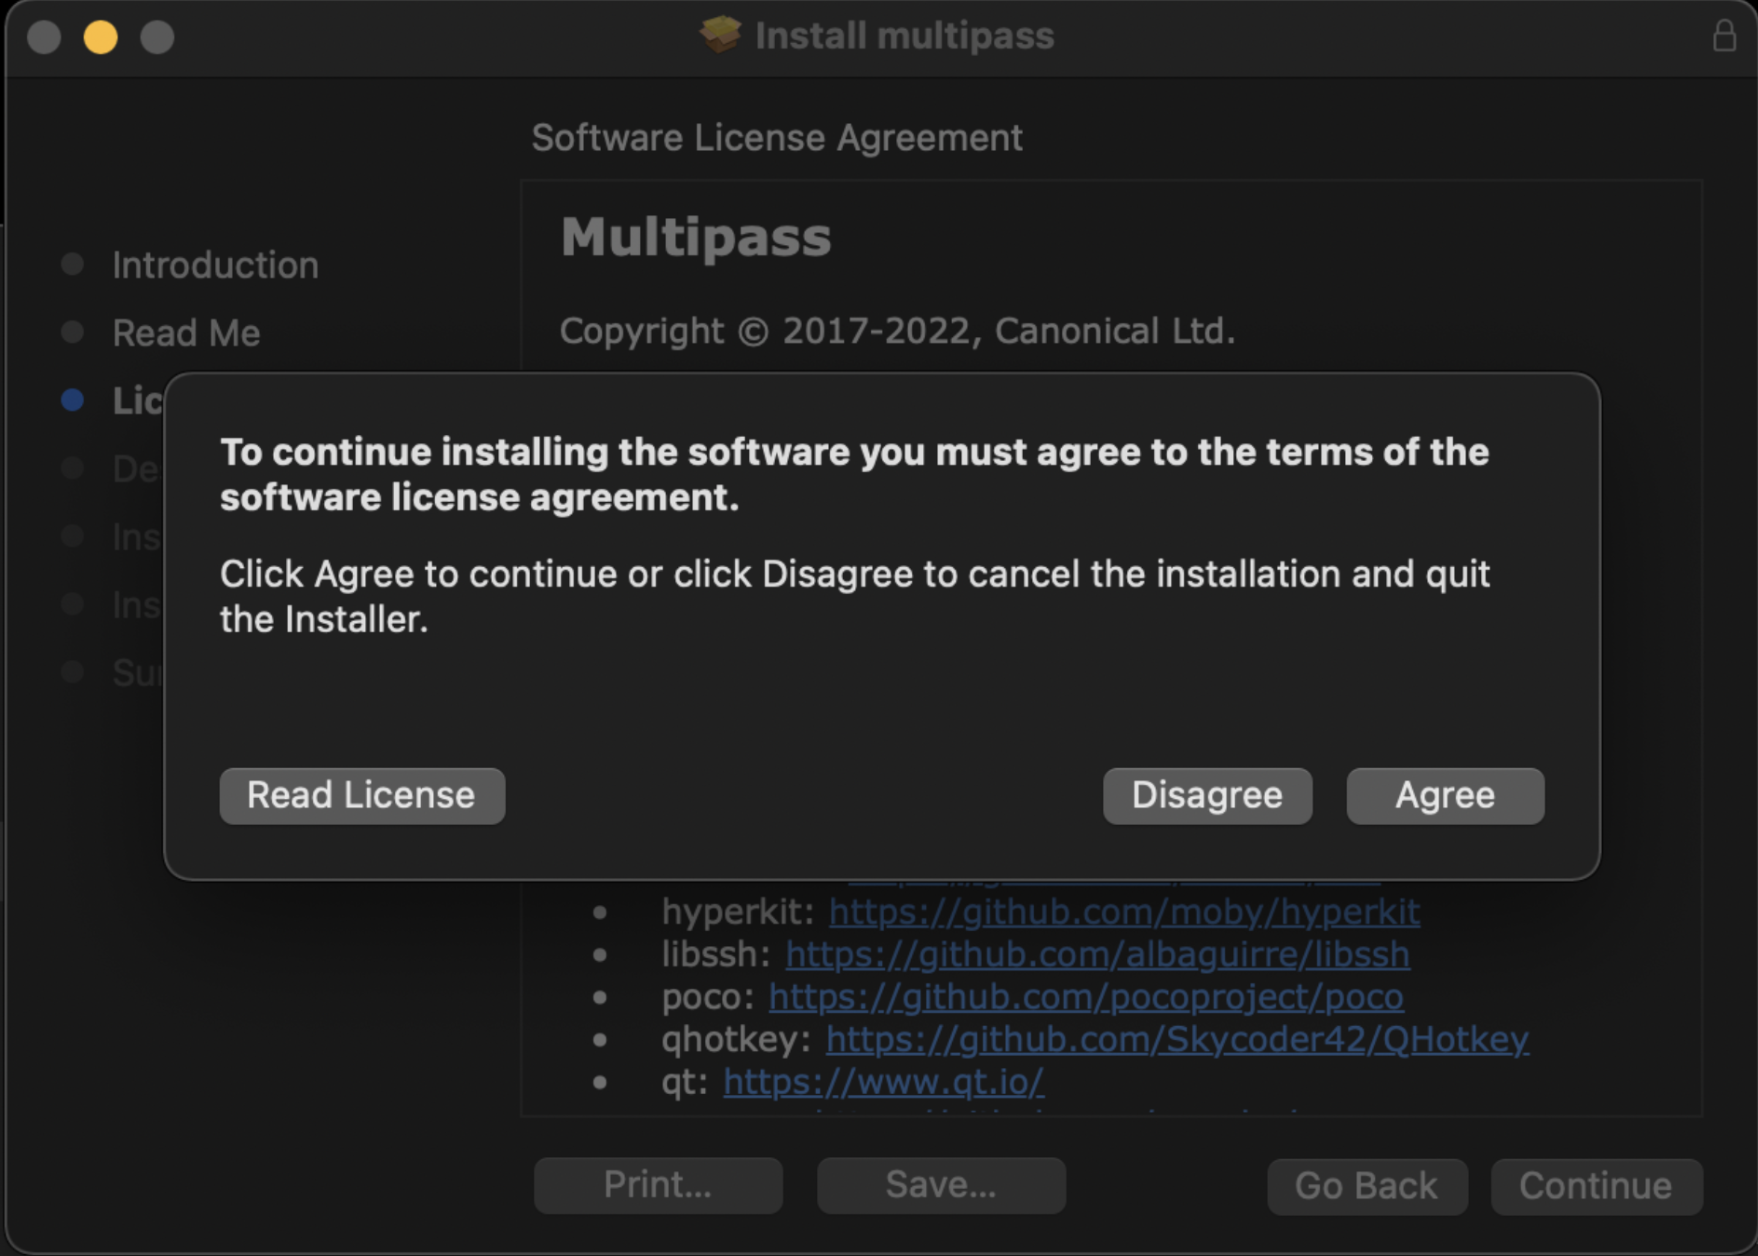 Install multipass
Software License Agreement
Introduction
Read Me
Lic
De
Ins
Ins
Multipass
Copyright © 2017-2022, Canonical Ltd.
To continue installing the software you must agree to the terms of the
software license agreement.
Click Agree to continue or click Disagree to cancel the installation and quit
the Installer.
Read License
Disagree
Agree
hyperkit: https://github.com/moby/hyperkit
libssh: https://github.com/albaguirre/libssh
poco: https://github.com/pocoproject/poco
qhotkey: https://github.com/Skycoder42/QHotkey
qt: https://www.qt.io/
Print...
Save...
Go Back
Continue